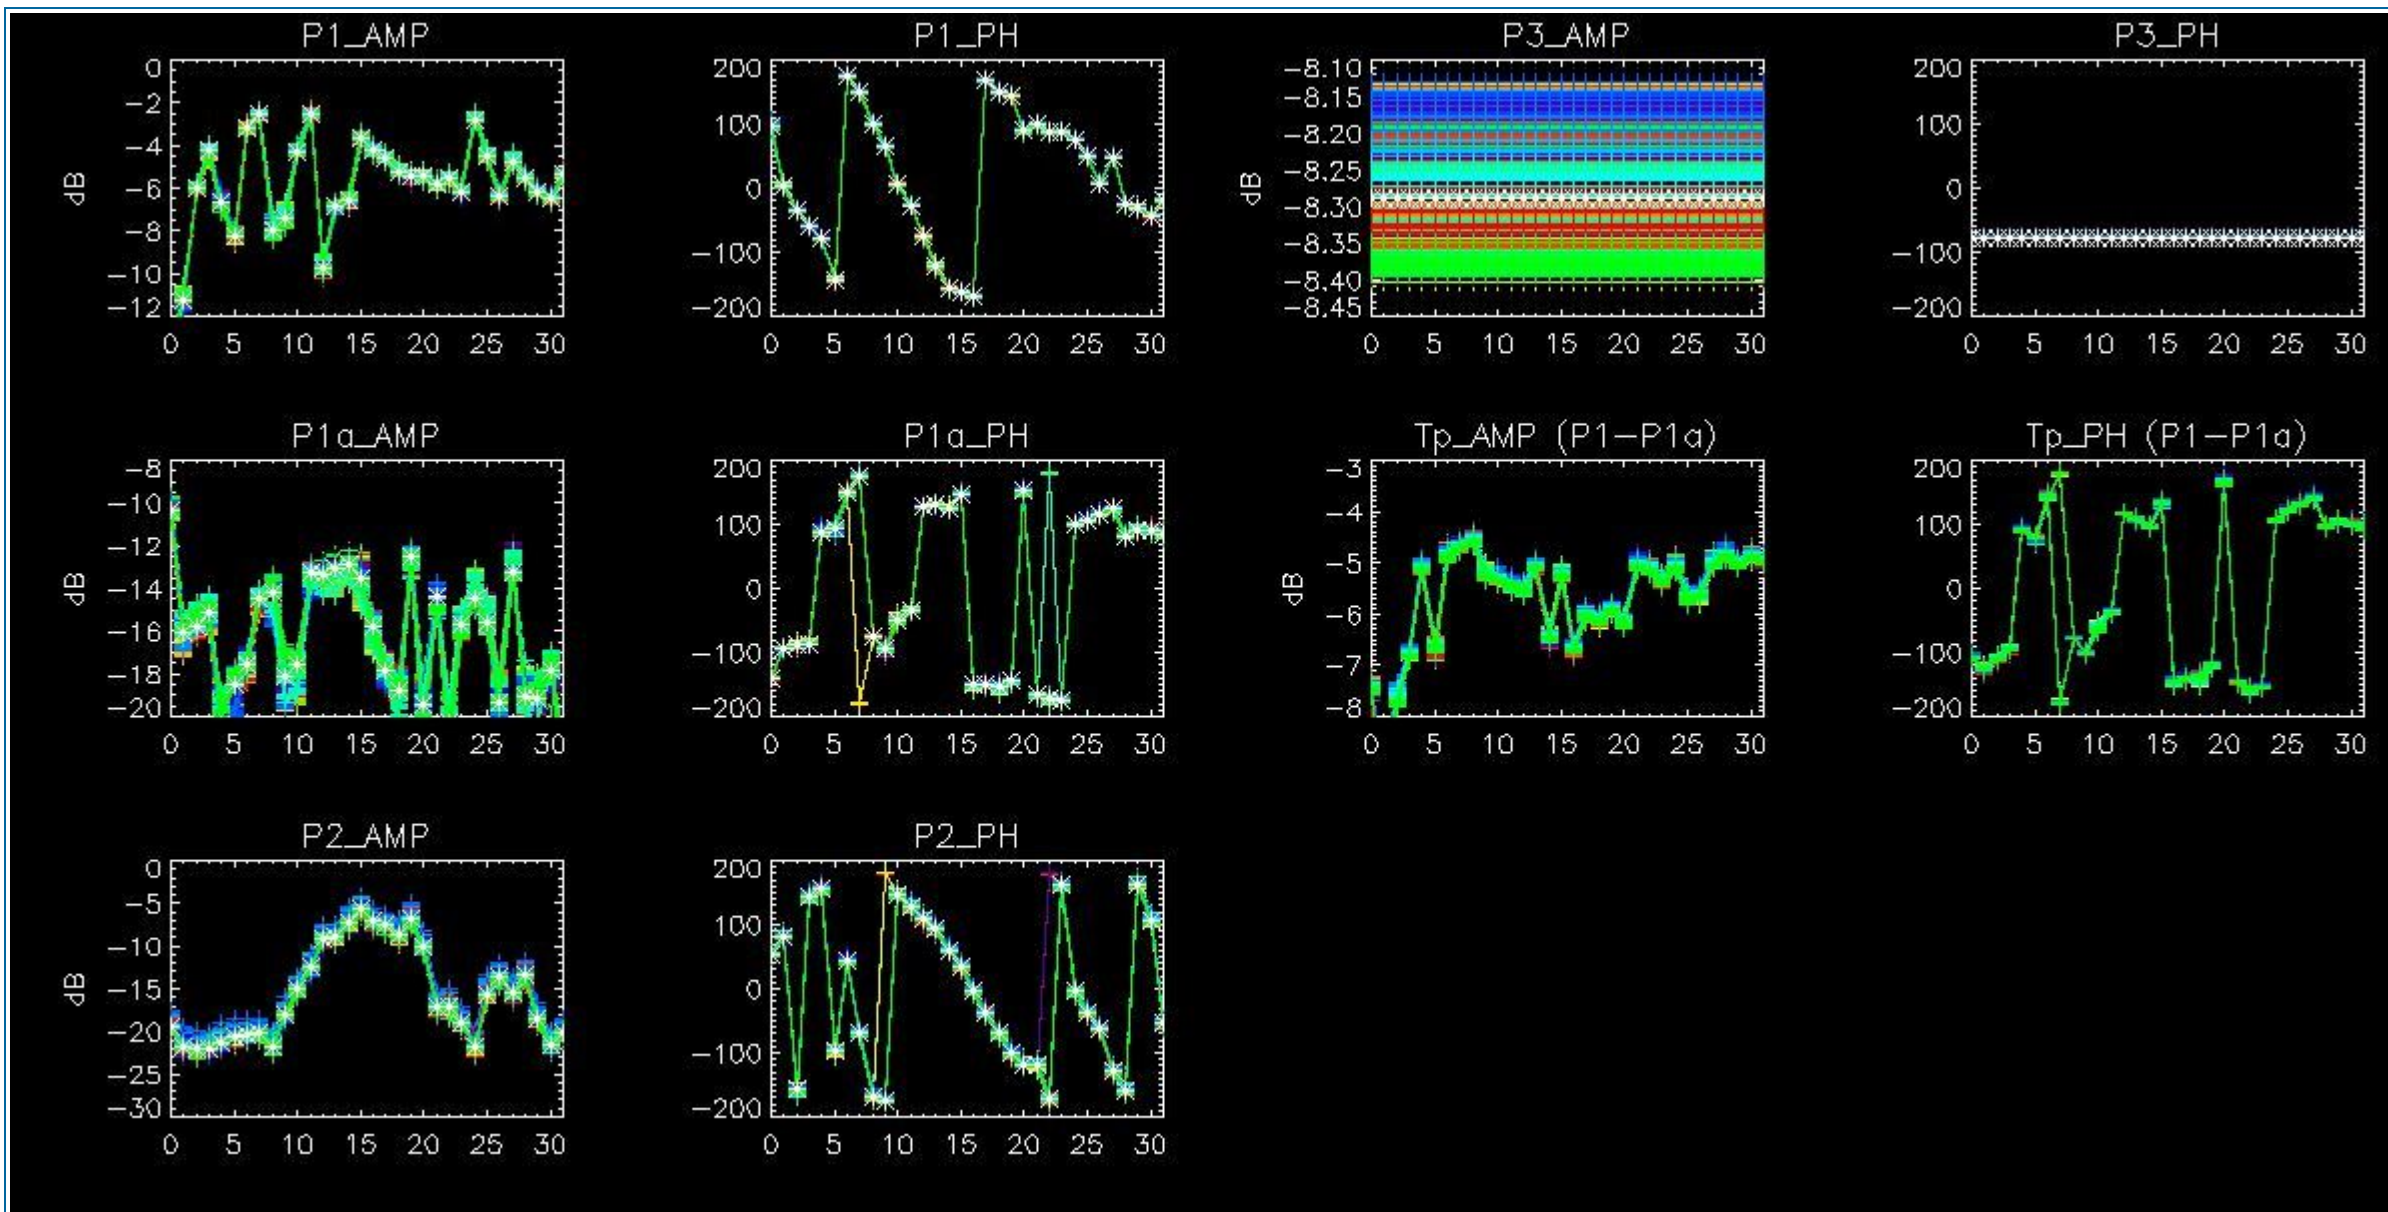 P1_AMP P1_PH P3_AMP P3_PH
0 200 −8.10 200
−2 100 −8.15 100
−4 0 −8.20 0
−6 −100 −8.25 −100
−8 −200 −8.30 −200
−10 −8.35
−12 −8.40
−8.45
dB dB
0 5 10 15 20 25 30 0 5 10 15 20 25 30 0 5 10 15 20 25 30 0 5 10 15 20 25 30
P1a_AMP P1a_PH Tp_AMP (P1−P1a) Tp_PH (P1−P1a)
−8 200 −3 200
−10 100 −4 100
−12 0 −5 0
−14 −100 −6 −100
−16 −200 −7 −200
−18 −8
−20
dB dB
0 5 10 15 20 25 30 0 5 10 15 20 25 30 0 5 10 15 20 25 30 0 5 10 15 20 25 30
P2_AMP P2_PH
0 200
−5 100
−10 0
−15 −100
−20 −200
−25
−30
dB
0 5 10 15 20 25 30 0 5 10 15 20 25 30